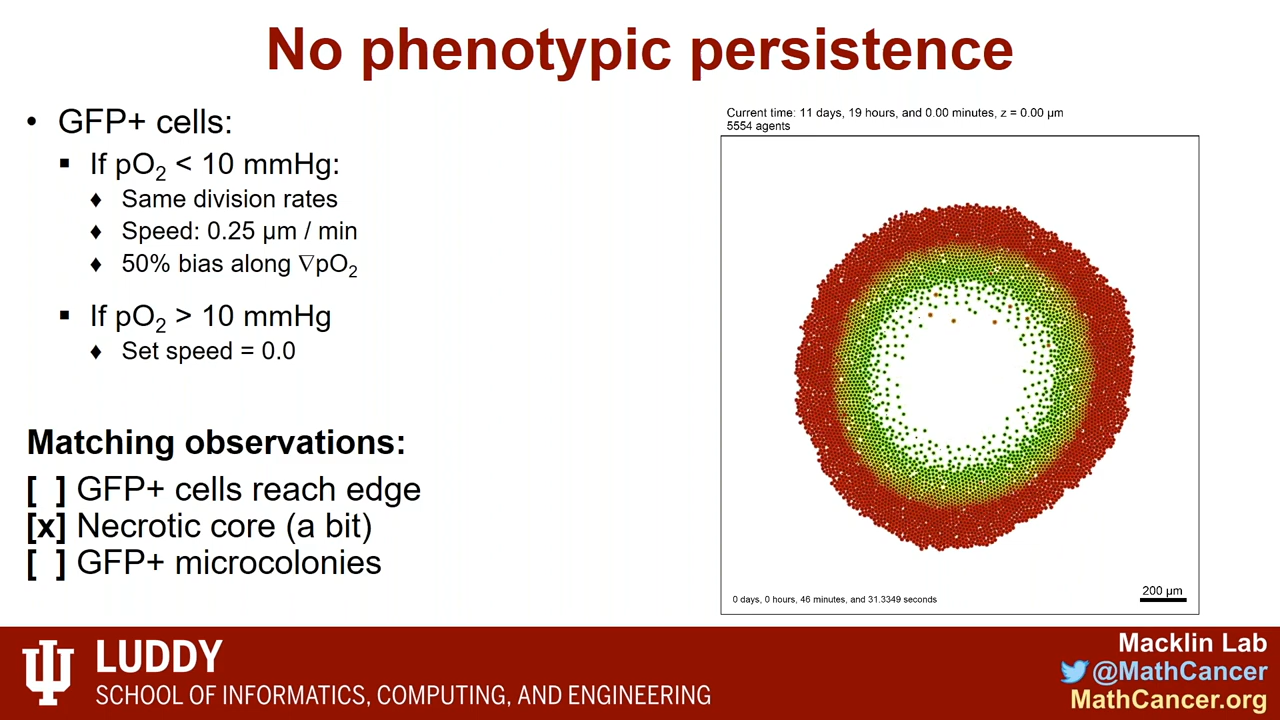 No phenotypic persistence
• GFP+ cells:
▪ If pO₂ < 10 mmHg:
♦ Same division rates
♦ Speed: 0.25 µm / min
♦ 50% bias along ∇pO₂
▪ If pO₂ > 10 mmHg
♦ Set speed = 0.0
Matching observations:
[ ] GFP+ cells reach edge
[x] Necrotic core (a bit)
[ ] GFP+ microcolonies
Current time: 11 days, 19 hours, and 0.00 minutes, z = 0.00 µm
5554 agents
0 days, 0 hours, 46 minutes, and 31.3349 seconds
200 µm
LUDDY
SCHOOL OF INFORMATICS, COMPUTING, AND ENGINEERING
Macklin Lab
@MathCancer
MathCancer.org